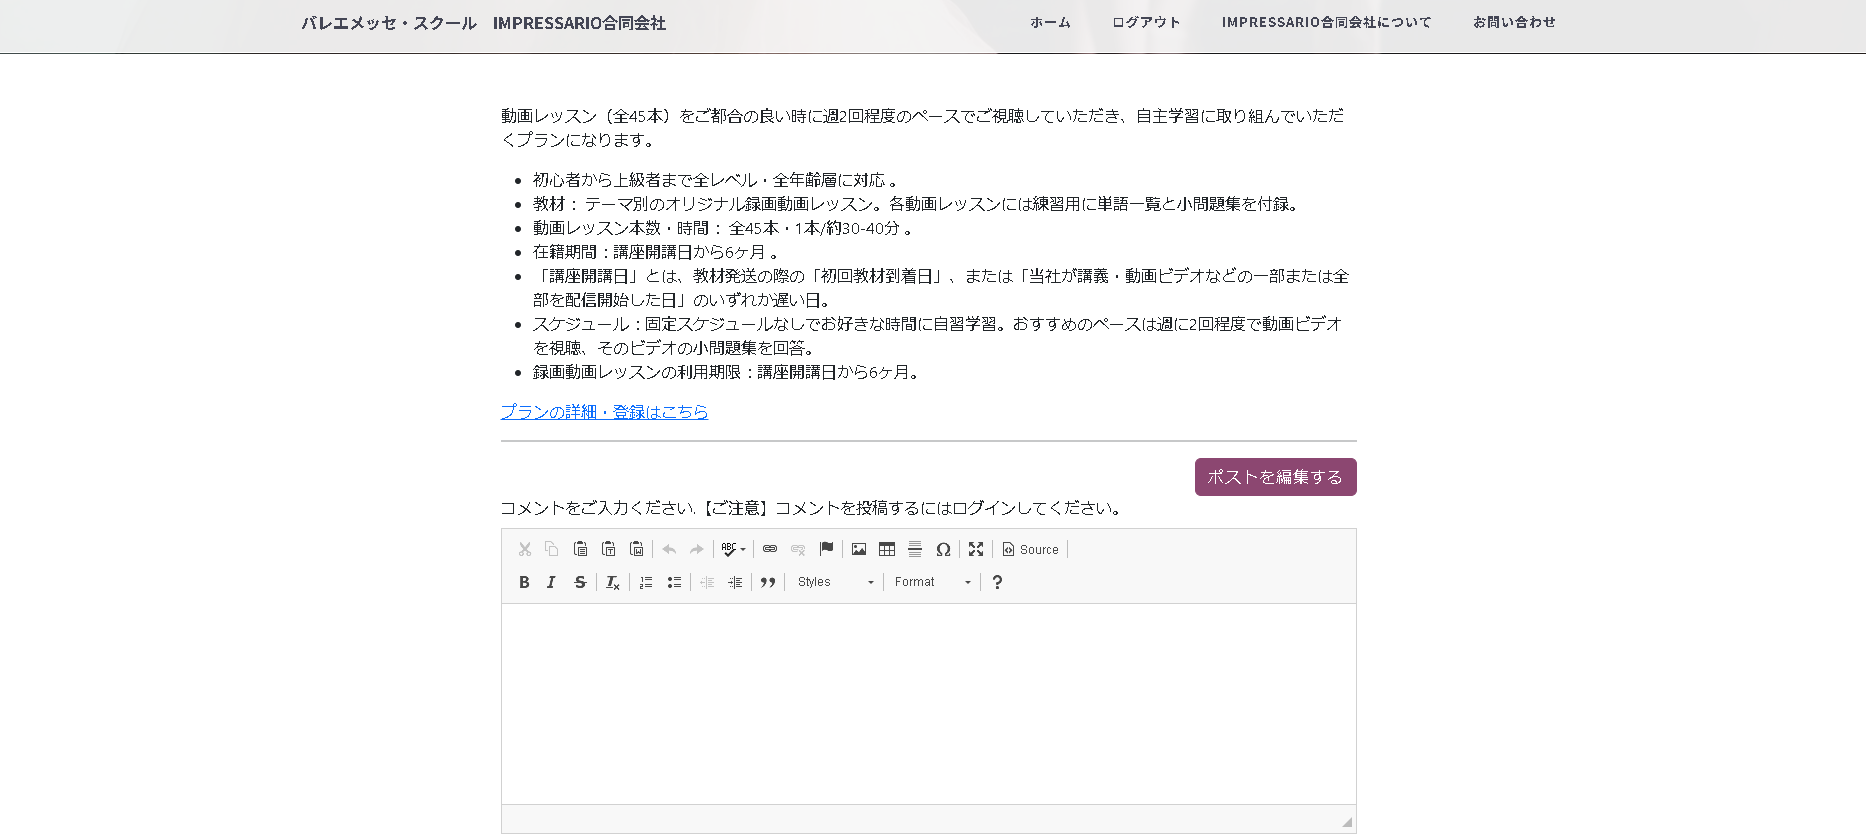 バレエメッセ・スクール　IMPRESSARIO合同会社
ホーム ログアウト IMPRESSARIO合同会社について お問い合わせ
動画レッスン（全45本）をご都合の良い時に週2回程度のペースでご視聴していただき、自主学習に取り組んでいただ
くプランになります。
初心者から上級者まで全レベル・全年齢層に対応 。
教材： テーマ別のオリジナル録画動画レッスン。各動画レッスンには練習用に単語一覧と小問題集を付録。
動画レッスン本数・時間： 全45本・1本/約30-40分 。
在籍期間：講座開講日から6ヶ月 。
「講座開講日」とは、教材発送の際の「初回教材到着日」、または「当社が講義・動画ビデオなどの一部または全
部を配信開始した日」のいずれか遅い日。
スケジュール：固定スケジュールなしでお好きな時間に自習学習。おすすめのペースは週に2回程度で動画ビデオ
を視聴、そのビデオの小問題集を回答。
録画動画レッスンの利用期限：講座開講日から6ヶ月。
プランの詳細・登録はこちら
ポストを編集する
コメントをご入力ください.【ご注意】コメントを投稿するにはログインしてください。
ABC Source
B I S Styles Format ?